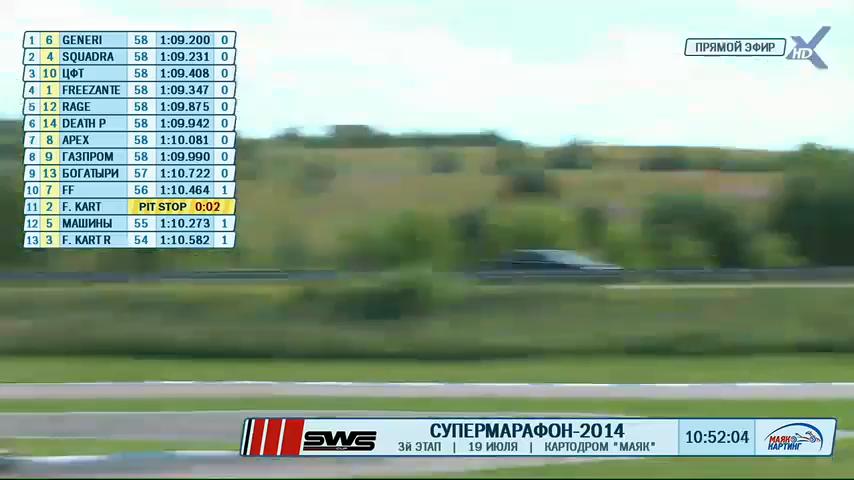 1 6 GENERI 58 1:09.200 0
2 4 SQUADRA 58 1:09.231 0
3 10 ЦФТ 58 1:09.408 0
4 1 FREEZANTE 58 1:09.347 0
5 12 RAGE 58 1:09.875 0
6 14 DEATH P 58 1:09.942 0
7 8 APEX 58 1:10.081 0
8 9 ГАЗПРОМ 58 1:09.990 0
9 13 БОГАТЫРИ 57 1:10.722 0
10 7 FF 56 1:10.464 1
11 2 F. KART PIT STOP 0:02
12 5 МАШИНЫ 55 1:10.273 1
13 3 F. KART R 54 1:10.582 1
ПРЯМОЙ ЭФИР
X HD
SWS CUP
СУПЕРМАРАФОН-2014
3й ЭТАП | 19 ИЮЛЯ | КАРТОДРОМ "МАЯК"
10:52:04
МАЯК
КАРТИНГ